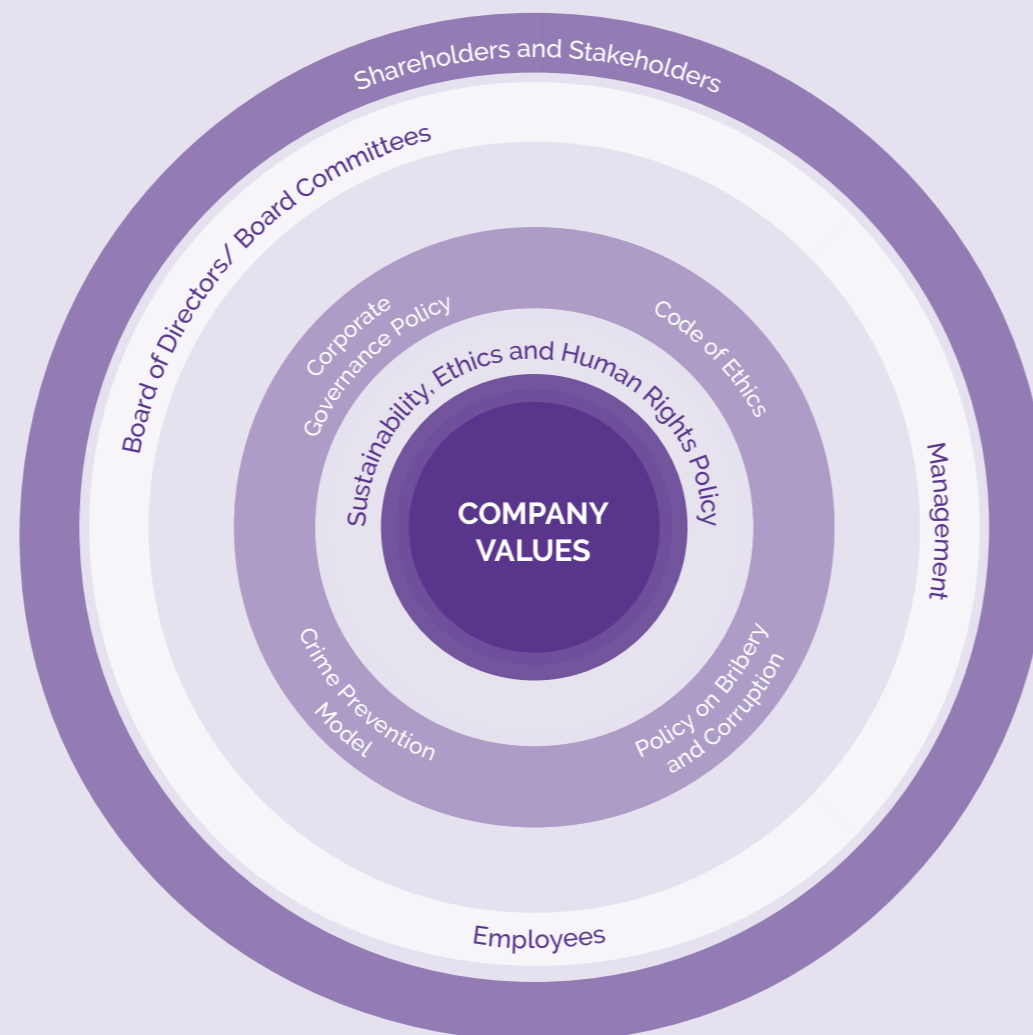 Shareholders and Stakeholders
Board of Directors/ Board Committees
Corporate
Governance Policy
Code of Ethics
Sustainability, Ethics and Human Rights Policy
Management
COMPANY
VALUES
Crime Prevention
Model
Policy on Bribery
and Corruption
Employees